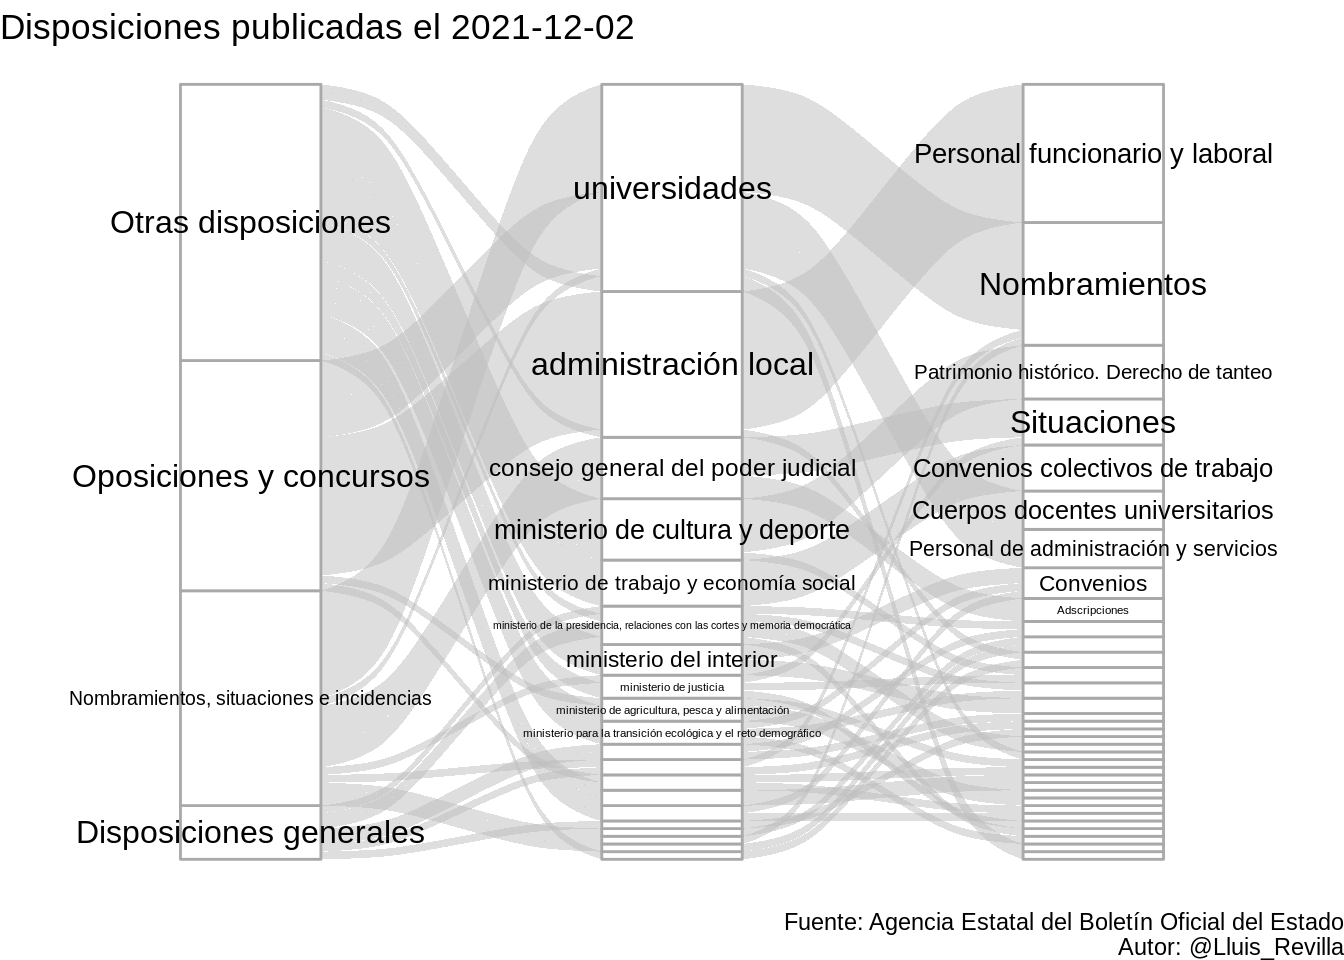 Disposiciones publicadas el 2021-12-02
Otras disposiciones
Oposiciones y concursos
Nombramientos, situaciones e incidencias
Disposiciones generales
universidades
administración local
consejo general del poder judicial
ministerio de cultura y deporte
ministerio de trabajo y economía social
ministerio de la presidencia, relaciones con las cortes y memoria democrática
ministerio del interior
ministerio de justicia
ministerio de agricultura, pesca y alimentación
ministerio para la transición ecológica y el reto demográfico
Personal funcionario y laboral
Nombramientos
Patrimonio histórico. Derecho de tanteo
Situaciones
Convenios colectivos de trabajo
Cuerpos docentes universitarios
Personal de administración y servicios
Convenios
Adscripciones
Fuente: Agencia Estatal del Boletín Oficial del Estado
Autor: @Lluis_Revilla